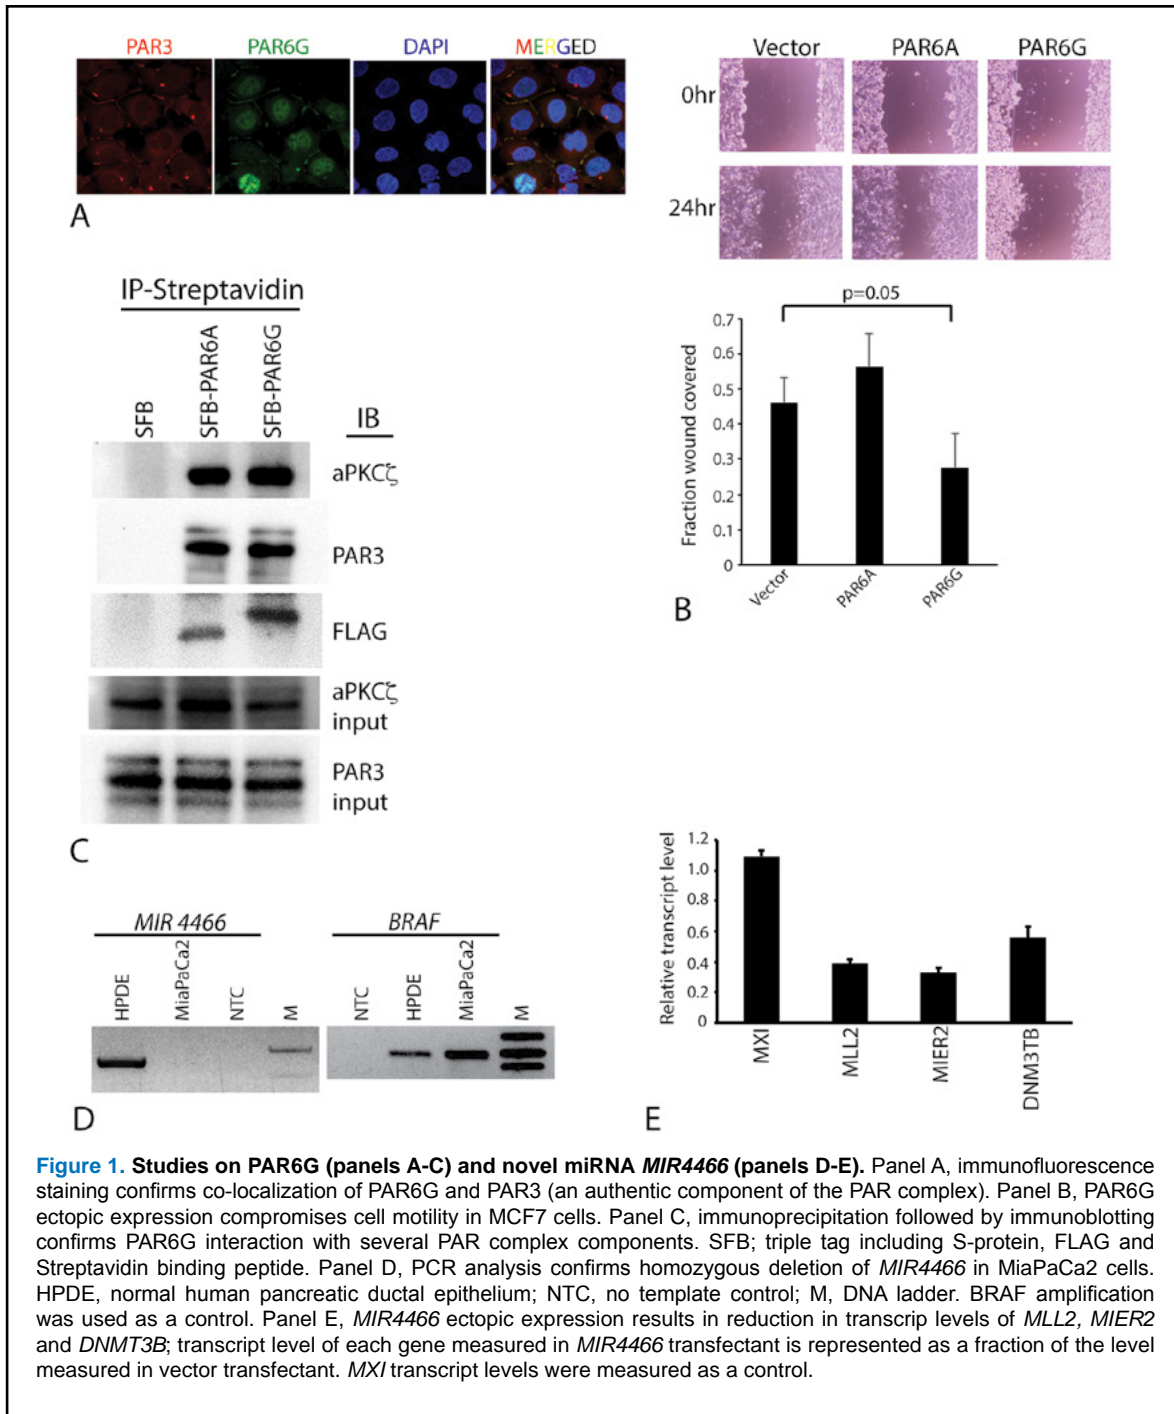 PAR3 PAR6G DAPI MERGED
A
Vector PAR6A PAR6G
0hr
24hr
p=0.05
Fraction wound covered
0.7
0.6
0.5
0.4
0.3
0.2
0.1
0
Vector PAR6A PAR6G
B
IP-Streptavidin
SFB SFB-PAR6A SFB-PAR6G IB
aPKCζ
PAR3
FLAG
aPKCζ
input
PAR3
input
C
MIR 4466 BRAF
HPDE MiaPaCa2 NTC M NTC HPDE MiaPaCa2 M
D
Relative transcript level
1.2
1.0
0.8
0.6
0.4
0.2
0
MXI MLL2 MIER2 DNM3TB
E
Figure 1. Studies on PAR6G (panels A-C) and novel miRNA MIR4466 (panels D-E). Panel A, immunofluorescence
staining confirms co-localization of PAR6G and PAR3 (an authentic component of the PAR complex). Panel B, PAR6G
ectopic expression compromises cell motility in MCF7 cells. Panel C, immunoprecipitation followed by immunoblotting
confirms PAR6G interaction with several PAR complex components. SFB; triple tag including S-protein, FLAG and
Streptavidin binding peptide. Panel D, PCR analysis confirms homozygous deletion of MIR4466 in MiaPaCa2 cells.
HPDE, normal human pancreatic ductal epithelium; NTC, no template control; M, DNA ladder. BRAF amplification
was used as a control. Panel E, MIR4466 ectopic expression results in reduction in transcrip levels of MLL2, MIER2
and DNMT3B; transcript level of each gene measured in MIR4466 transfectant is represented as a fraction of the level
measured in vector transfectant. MXI transcript levels were measured as a control.